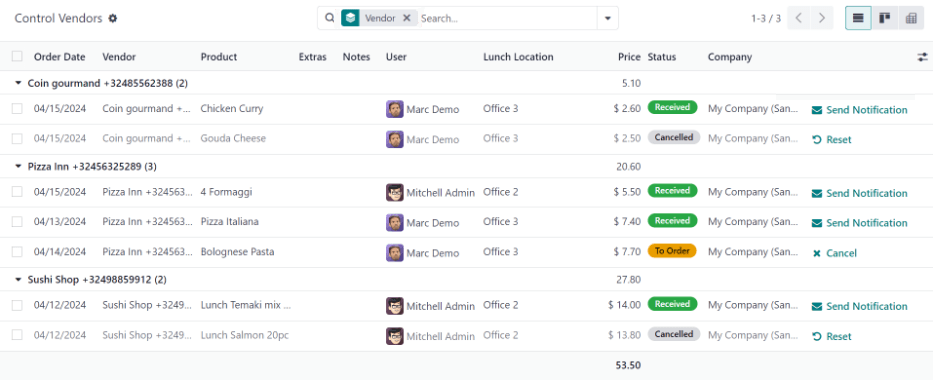 Control Vendors Vendor Search... 1-3 / 3
Order Date Vendor Product Extras Notes User Lunch Location Price Status Company
Coin gourmand +32485562388 (2) 5.10
04/15/2024 Coin gourmand +... Chicken Curry Marc Demo Office 3 $ 2.60 Received My Company (San... Send Notification
04/15/2024 Coin gourmand +... Gouda Cheese Marc Demo Office 3 $ 2.50 Cancelled My Company (San... Reset
Pizza Inn +32456325289 (3) 20.60
04/15/2024 Pizza Inn +324563... 4 Formaggi Mitchell Admin Office 2 $ 5.50 Received My Company (San... Send Notification
04/13/2024 Pizza Inn +324563... Pizza Italiana Marc Demo Office 3 $ 7.40 Received My Company (San... Send Notification
04/14/2024 Pizza Inn +324563... Bolognese Pasta Marc Demo Office 3 $ 7.70 To Order My Company (San... Cancel
Sushi Shop +32498859912 (2) 27.80
04/12/2024 Sushi Shop +3249... Lunch Temaki mix ... Mitchell Admin Office 2 $ 14.00 Received My Company (San... Send Notification
04/12/2024 Sushi Shop +3249... Lunch Salmon 20pc Mitchell Admin Office 2 $ 13.80 Cancelled My Company (San... Reset
53.50